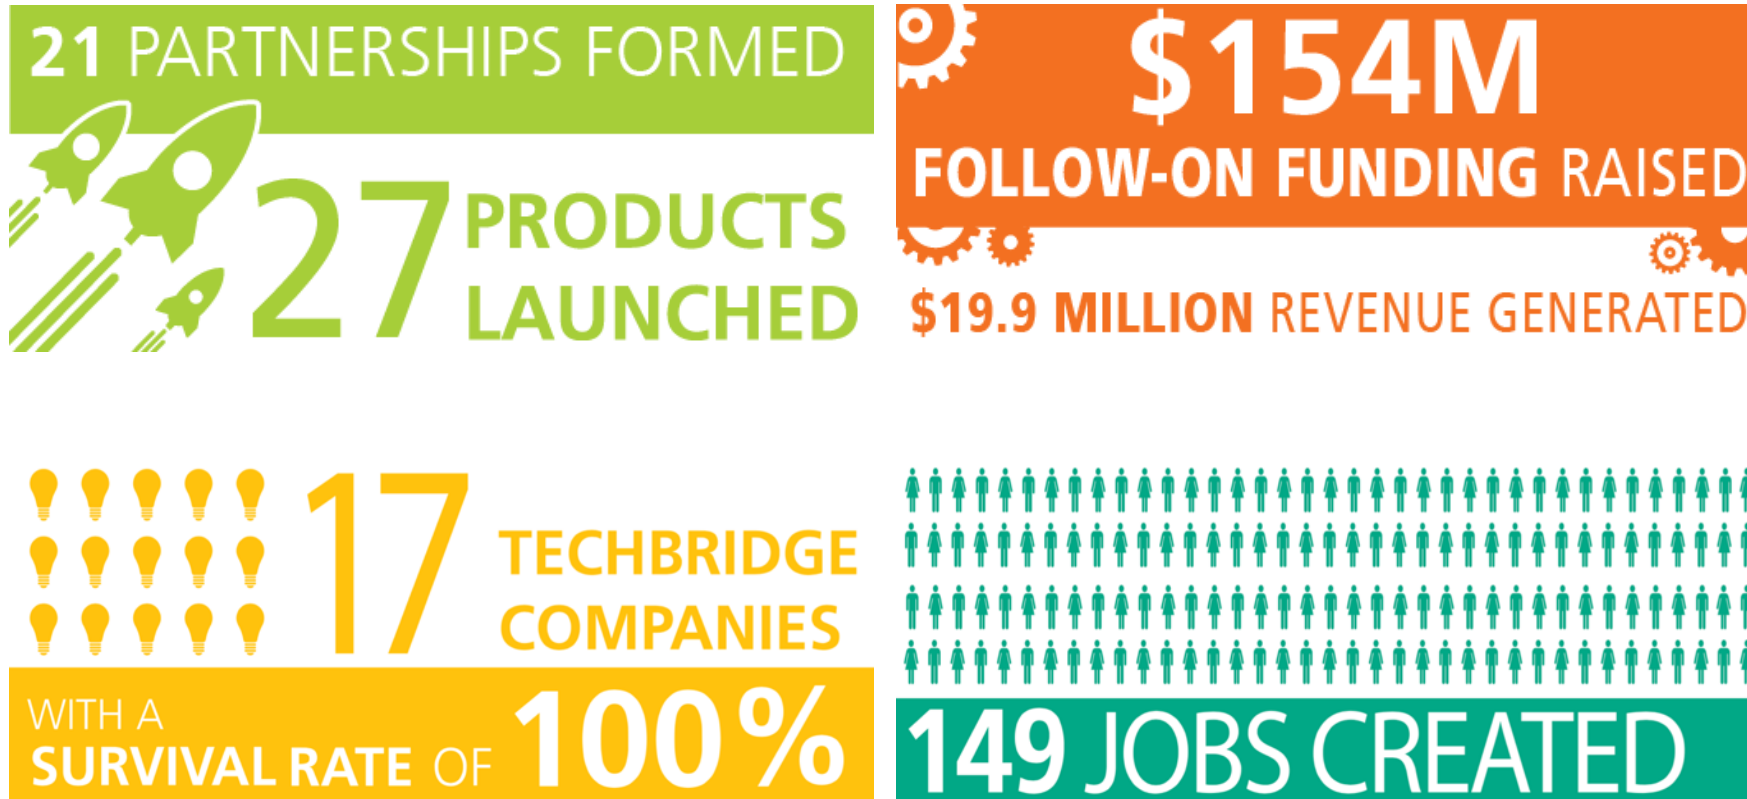 21 PARTNERSHIPS FORMED
27 PRODUCTS
LAUNCHED
$154M
FOLLOW-ON FUNDING RAISED
$19.9 MILLION REVENUE GENERATED
17 TECHBRIDGE
COMPANIES
WITH A
SURVIVAL RATE OF 100%
149 JOBS CREATED